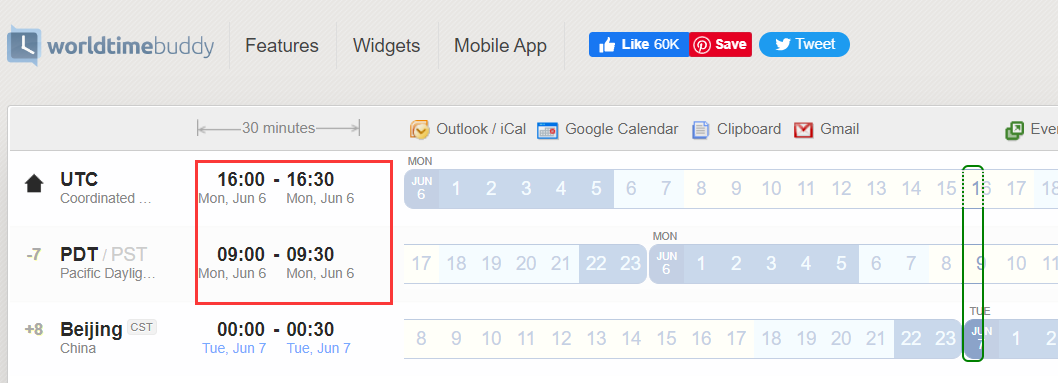 worldtimebuddy Features Widgets Mobile App Like 60K Save Tweet
30 minutes Outlook / iCal Google Calendar Clipboard Gmail Eve
MON
UTC 16:00 - 16:30 JUN 6 1 2 3 4 5 6 7 8 9 10 11 12 13 14 15 16 17 18
Coordinated ... Mon, Jun 6 Mon, Jun 6
MON
-7 PDT / PST 09:00 - 09:30 17 18 19 20 21 22 23 JUN 6 1 2 3 4 5 6 7 8 9 10 11
Pacific Dayligh... Mon, Jun 6 Mon, Jun 6
TUE
+8 Beijing CST 00:00 - 00:30 8 9 10 11 12 13 14 15 16 17 18 19 20 21 22 23 JUN 7 1 2
China Tue, Jun 7 Tue, Jun 7